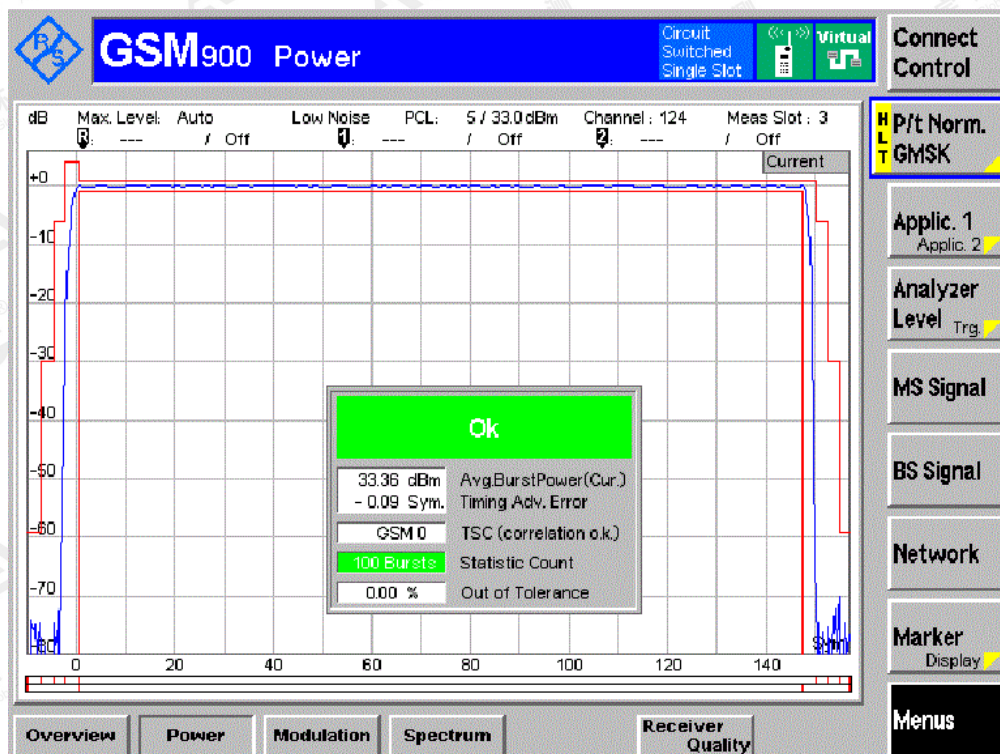 R S
GSM900 Power
Circuit Switched Single Slot
Virtual
Connect Control
dB Max. Level: Auto Low Noise PCL: 5 / 33.0 dBm Channel : 124 Meas Slot : 3
R: --- / Off 1: --- / Off 2: --- / Off
Current
HLT
P/t Norm. GMSK
Applic. 1
Applic. 2
Analyzer Level Trg.
MS Signal
BS Signal
Network
Marker
Display
Menus
+0
-10
-20
-30
-40
-50
-60
-70
-80
Ok
33.36 dBm Avg.BurstPower(Cur.)
- 0.09 Sym. Timing Adv. Error
GSM 0 TSC (correlation o.k.)
100 Bursts Statistic Count
0.00 % Out of Tolerance
Sym
0 20 40 60 80 100 120 140
Overview Power Modulation Spectrum Receiver Quality